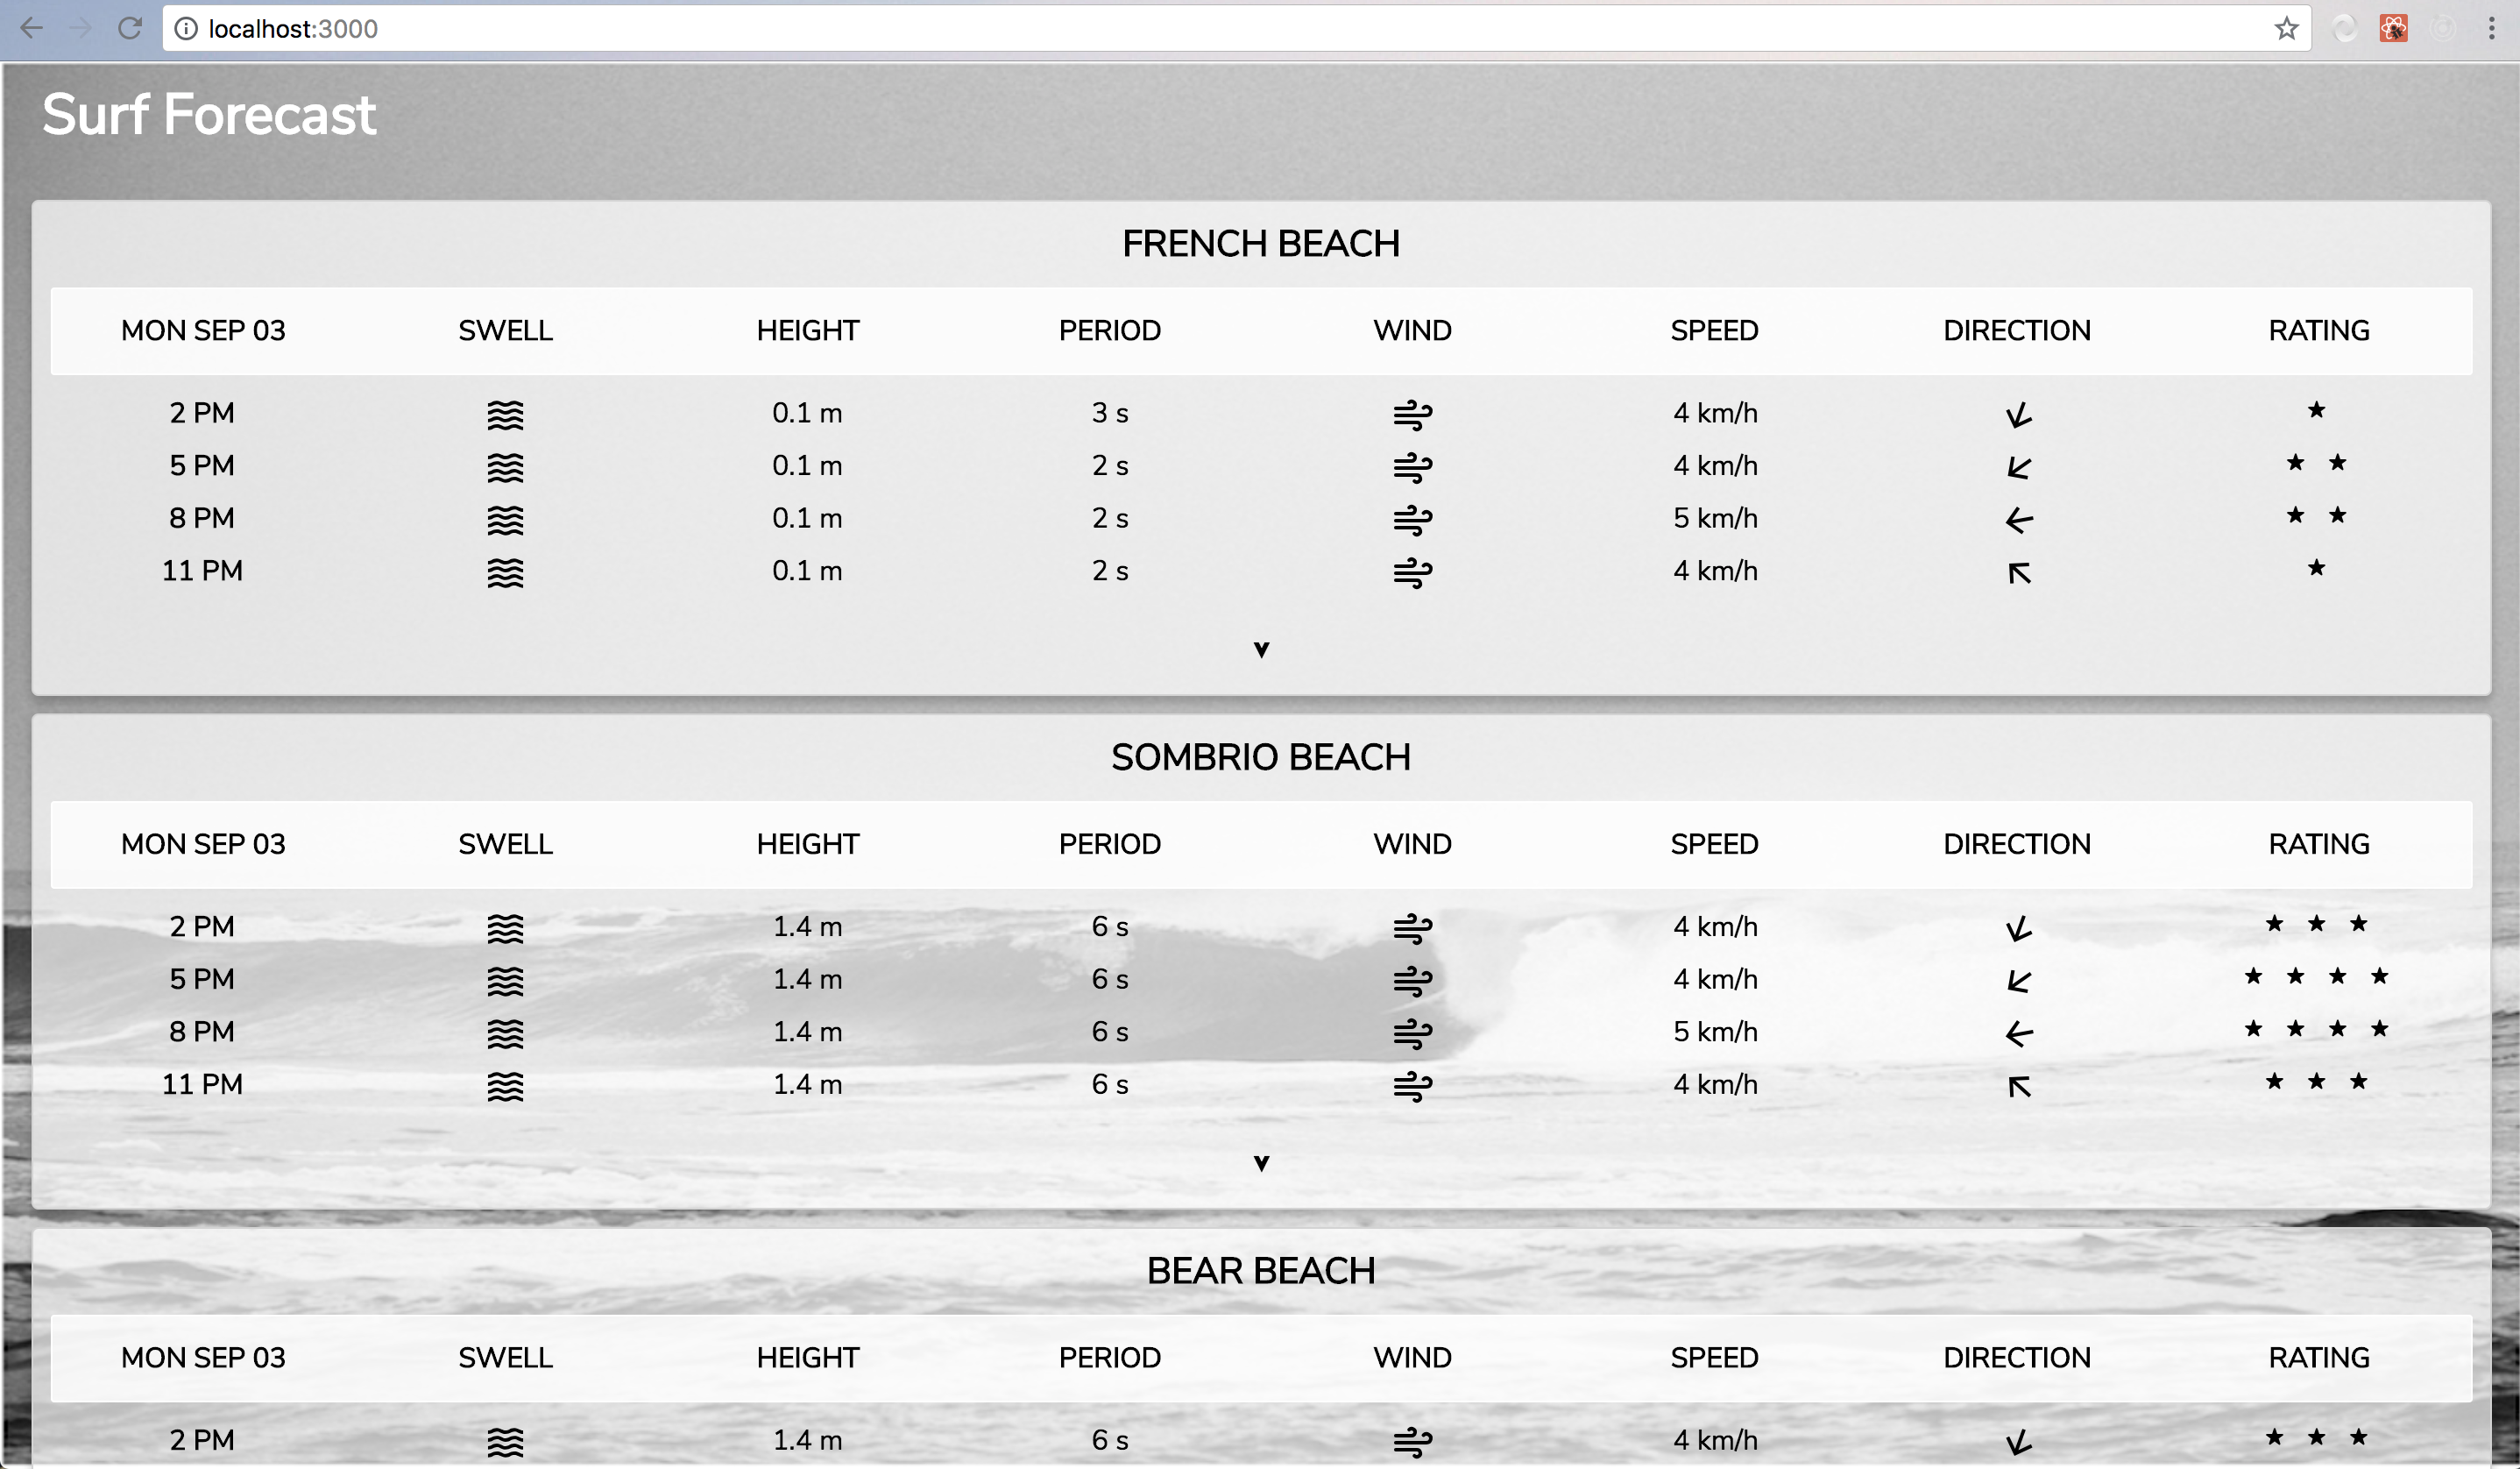 localhost:3000
Surf Forecast
FRENCH BEACH
MON SEP 03 SWELL HEIGHT PERIOD WIND SPEED DIRECTION RATING
2 PM 0.1 m 3 s 4 km/h ★
5 PM 0.1 m 2 s 4 km/h ★ ★
8 PM 0.1 m 2 s 5 km/h ★ ★
11 PM 0.1 m 2 s 4 km/h ★
SOMBRIO BEACH
MON SEP 03 SWELL HEIGHT PERIOD WIND SPEED DIRECTION RATING
2 PM 1.4 m 6 s 4 km/h ★ ★ ★
5 PM 1.4 m 6 s 4 km/h ★ ★ ★ ★
8 PM 1.4 m 6 s 5 km/h ★ ★ ★ ★
11 PM 1.4 m 6 s 4 km/h ★ ★ ★
BEAR BEACH
MON SEP 03 SWELL HEIGHT PERIOD WIND SPEED DIRECTION RATING
2 PM 1.4 m 6 s 4 km/h ★ ★ ★